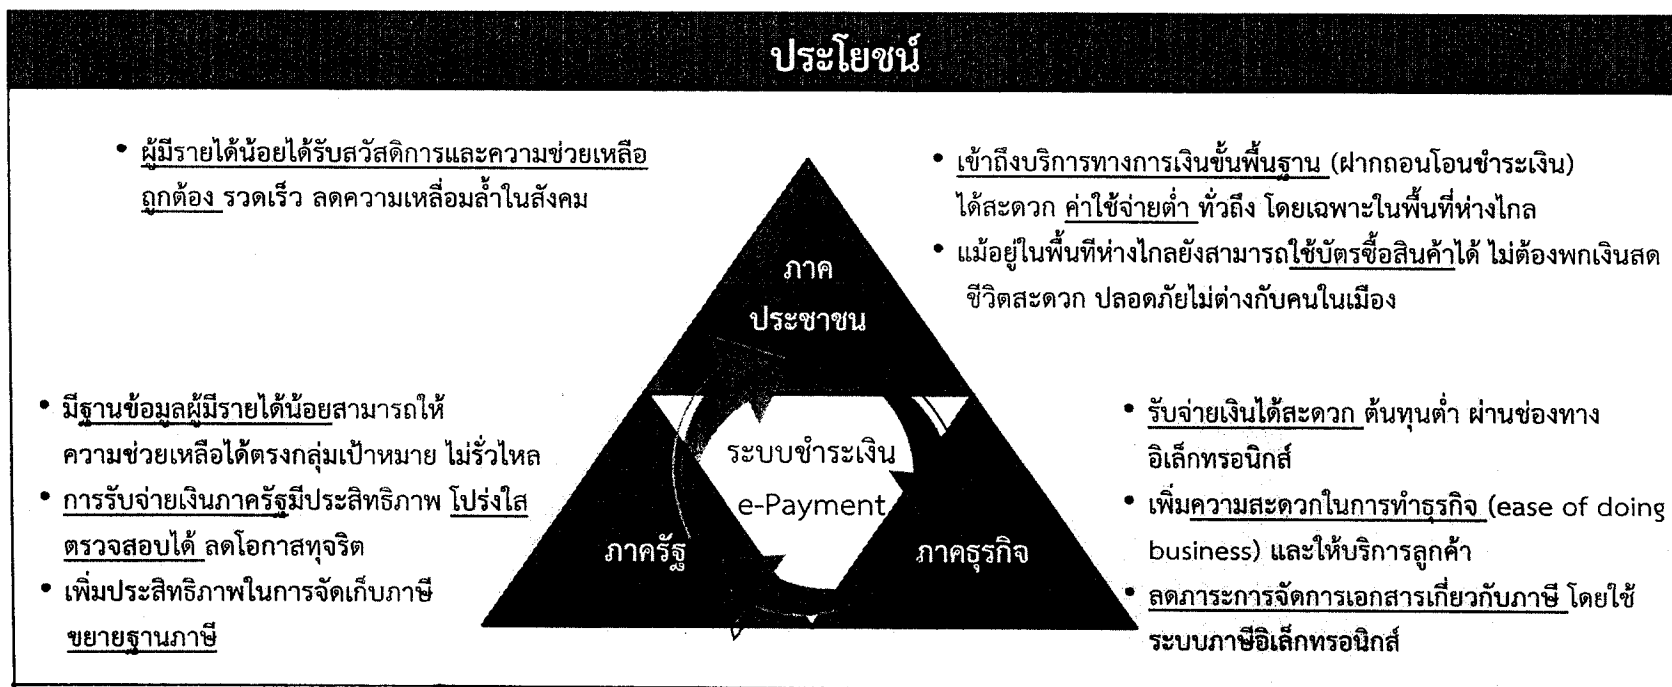 ประโยชน์
• ผู้มีรายได้น้อยได้รับสวัสดิการและความช่วยเหลือ
ถูกต้อง รวดเร็ว ลดความเหลื่อมล้ำในสังคม
• เข้าถึงบริการทางการเงินขั้นพื้นฐาน (ฝากถอนโอนชำระเงิน)
ได้สะดวก ค่าใช้จ่ายต่ำ ทั่วถึง โดยเฉพาะในพื้นที่ห่างไกล
• แม้อยู่ในพื้นที่ห่างไกลยังสามารถใช้บัตรซื้อสินค้าได้ ไม่ต้องพกเงินสด
ชีวิตสะดวก ปลอดภัยไม่ต่างกับคนในเมือง
ภาค
ประชาชน
• มีฐานข้อมูลผู้มีรายได้น้อยสามารถให้
ความช่วยเหลือได้ตรงกลุ่มเป้าหมาย ไม่รั่วไหล
• การรับจ่ายเงินภาครัฐมีประสิทธิภาพ โปร่งใส
ตรวจสอบได้ ลดโอกาสทุจริต
• เพิ่มประสิทธิภาพในการจัดเก็บภาษี
ขยายฐานภาษี
ระบบชำระเงิน
e-Payment
ภาครัฐ
ภาคธุรกิจ
• รับจ่ายเงินได้สะดวก ต้นทุนต่ำ ผ่านช่องทาง
อิเล็กทรอนิกส์
• เพิ่มความสะดวกในการทำธุรกิจ (ease of doing
business) และให้บริการลูกค้า
• ลดภาระการจัดการเอกสารเกี่ยวกับภาษี โดยใช้
ระบบภาษีอิเล็กทรอนิกส์